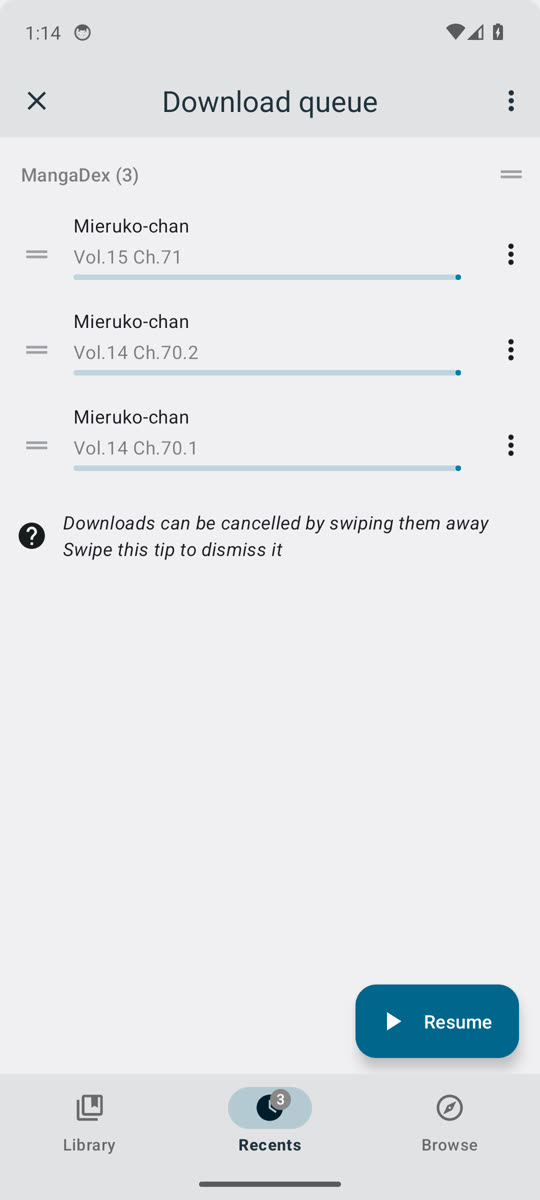 1:14
Download queue
MangaDex (3)
Mieruko-chan
Vol.15 Ch.71
Mieruko-chan
Vol.14 Ch.70.2
Mieruko-chan
Vol.14 Ch.70.1
Downloads can be cancelled by swiping them away
Swipe this tip to dismiss it
Resume
3
Library
Recents
Browse